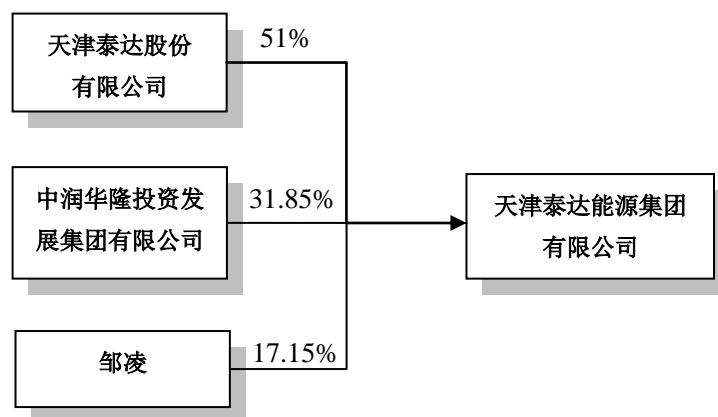 天津泰达股份
有限公司
51%
中润华隆投资发
展集团有限公司
31.85%
天津泰达能源集团
有限公司
邹凌
17.15%